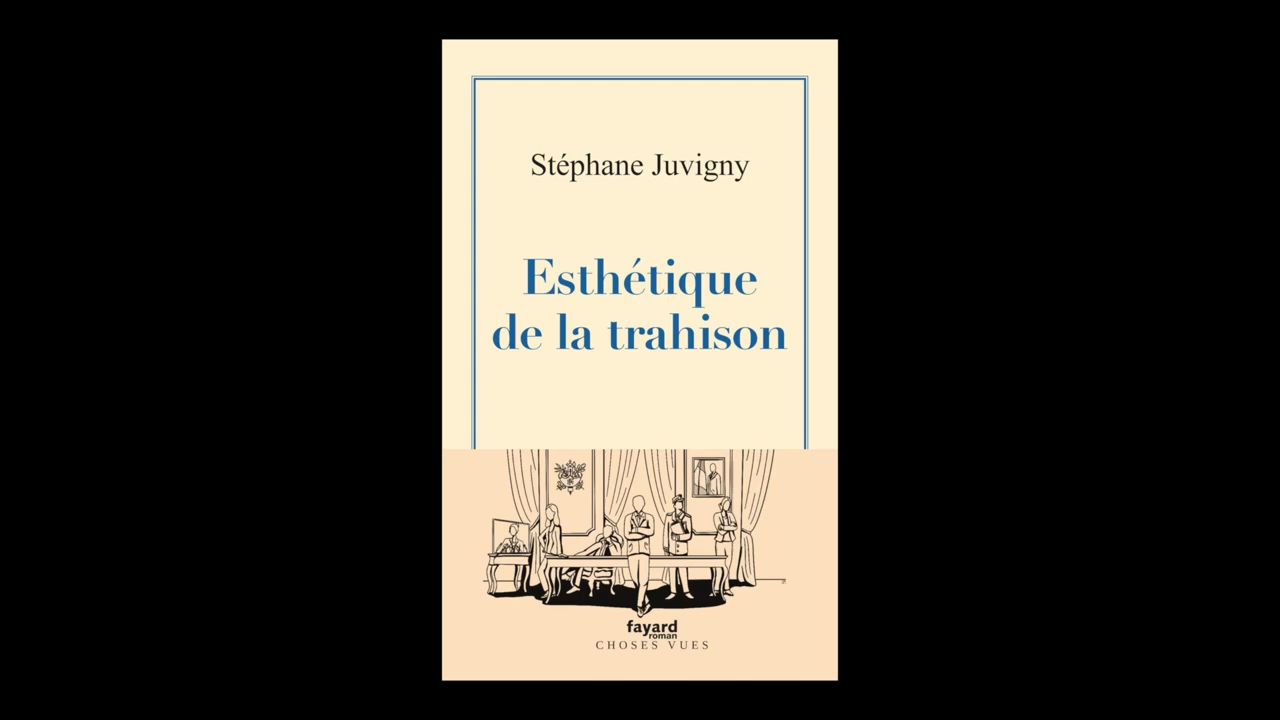 Stéphane Juvigny
Esthétique
de la trahison
fayard
roman
CHOSES VUES